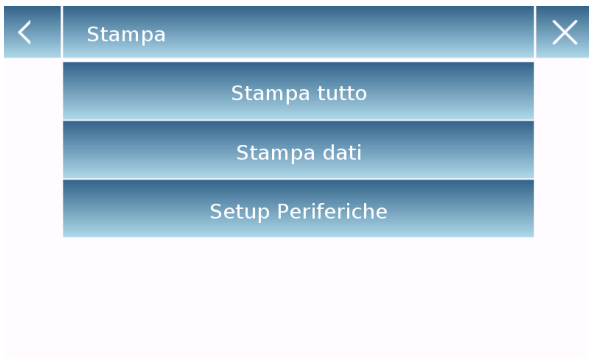 Stampa
Stampa tutto
Stampa dati
Setup Periferiche